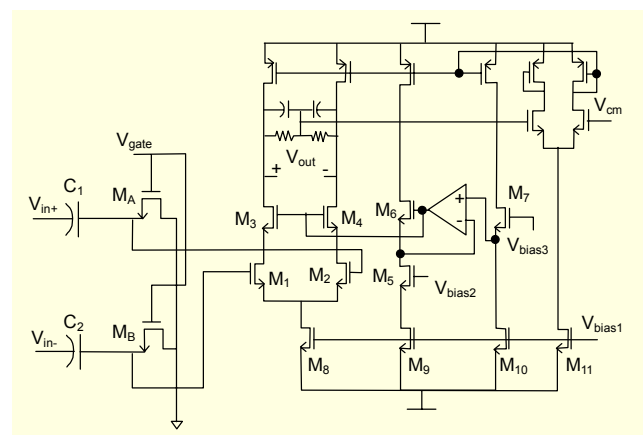 V_cm
V_gate
V_out
+
-
C_1
V_in+
M_A
M_3
M_4
M_6
+
-
M_7
V_bias3
M_1
M_2
M_5
V_bias2
C_2
M_B
V_in-
V_bias1
M_8
M_9
M_10
M_11